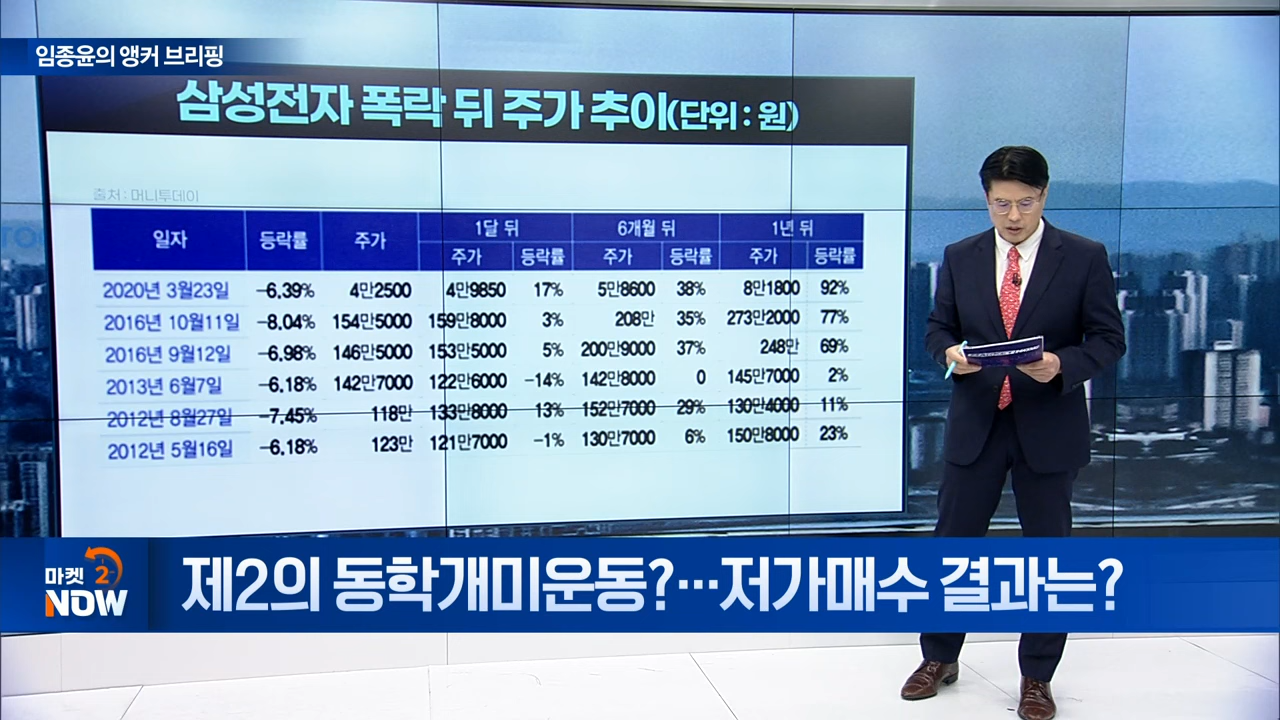 임종윤의 앵커 브리핑
삼성전자 폭락 뒤 주가 추이(단위 : 원)
출처 : 머니투데이
일자 등락률 주가 1달 뒤 6개월 뒤 1년 뒤
주가 등락률 주가 등락률 주가 등락률
2020년 3월23일 -6.39% 4만2500 4만9850 17% 5만8600 38% 8만1800 92%
2016년 10월11일 -8.04% 154만5000 159만8000 3% 208만 35% 273만2000 77%
2016년 9월12일 -6.98% 146만5000 153만5000 5% 200만9000 37% 248만 69%
2013년 6월7일 -6.18% 142만7000 122만6000 -14% 142만8000 0 145만7000 2%
2012년 8월27일 -7.45% 118만 133만8000 13% 152만7000 29% 130만4000 11%
2012년 5월16일 -6.18% 123만 121만7000 -1% 130만7000 6% 150만8000 23%
마켓 2
NOW
제2의 동학개미운동?…저가매수 결과는?